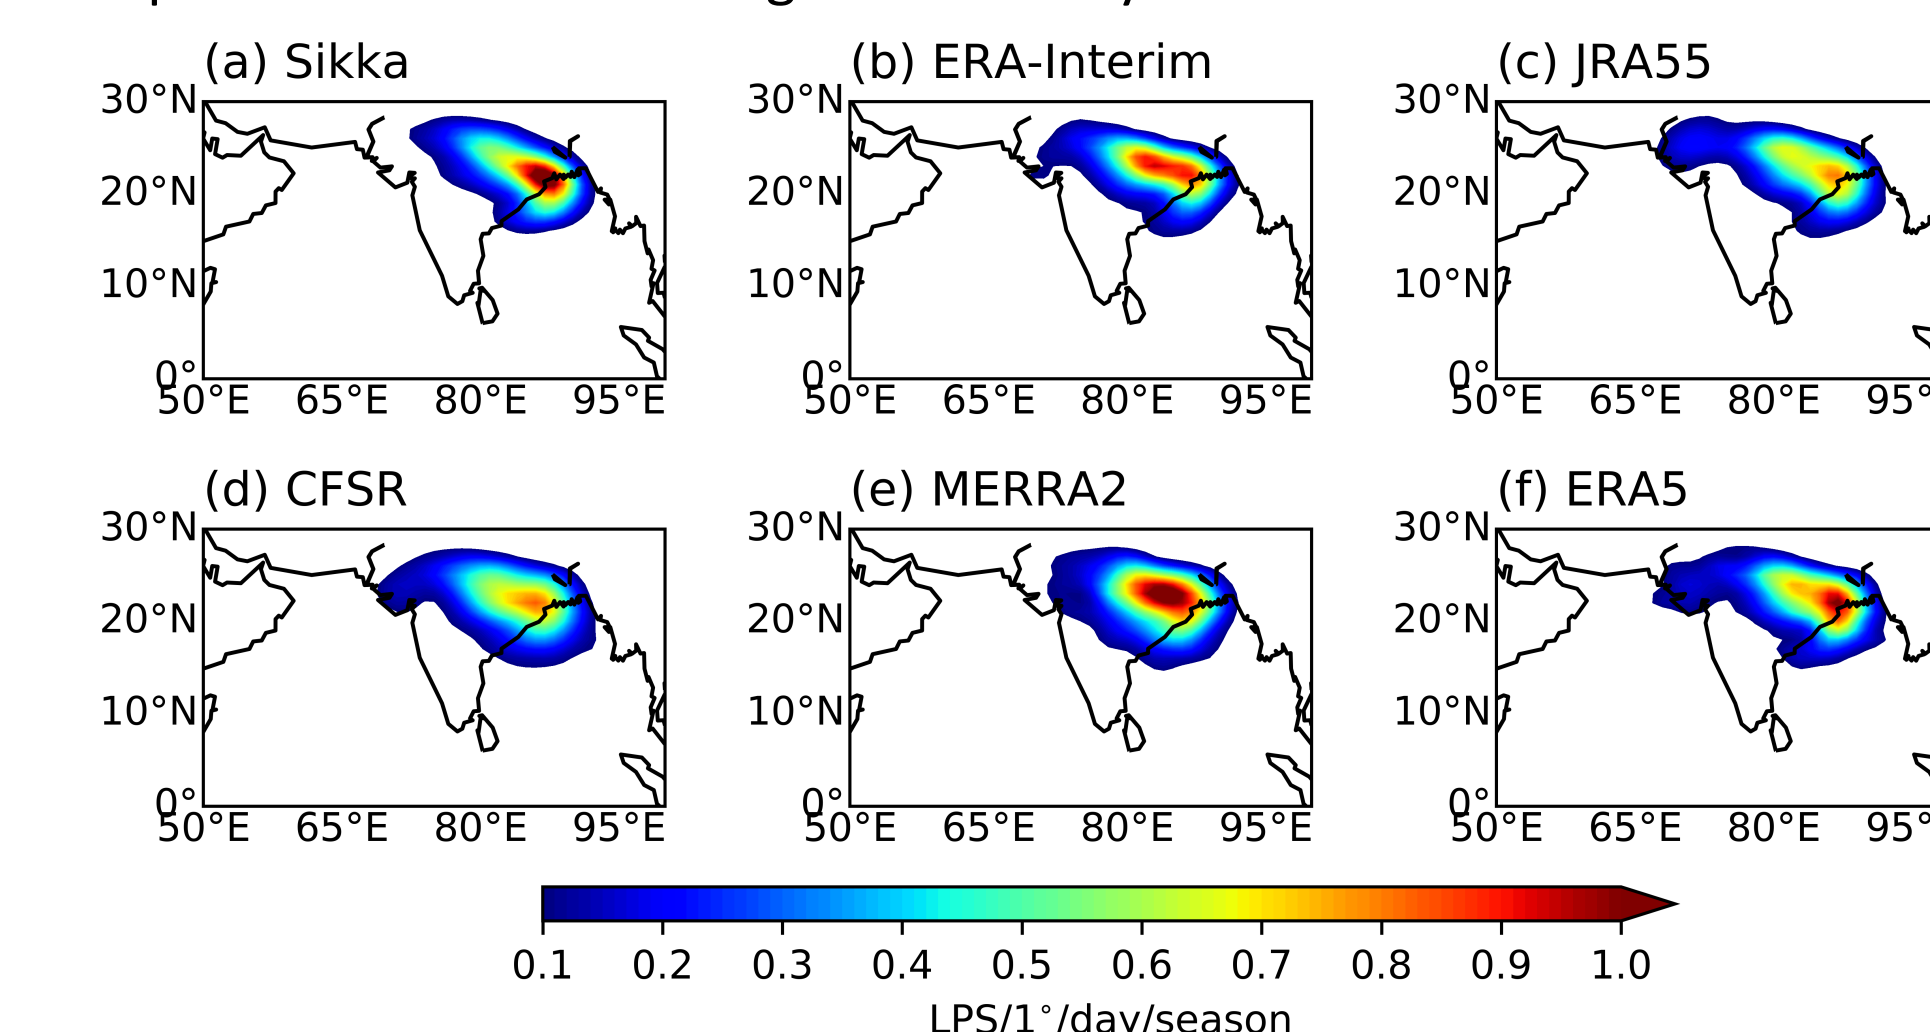 (a) Sikka (b) ERA-Interim (c) JRA55
30°N 30°N 30°N
20°N 20°N 20°N
10°N 10°N 10°N
0° 0° 0°
50°E 65°E 80°E 95°E 50°E 65°E 80°E 95°E 50°E 65°E 80°E 95°
(d) CFSR (e) MERRA2 (f) ERA5
30°N 30°N 30°N
20°N 20°N 20°N
10°N 10°N 10°N
0° 0° 0°
50°E 65°E 80°E 95°E 50°E 65°E 80°E 95°E 50°E 65°E 80°E 95°
0.1 0.2 0.3 0.4 0.5 0.6 0.7 0.8 0.9 1.0
LPS/1°/day/season